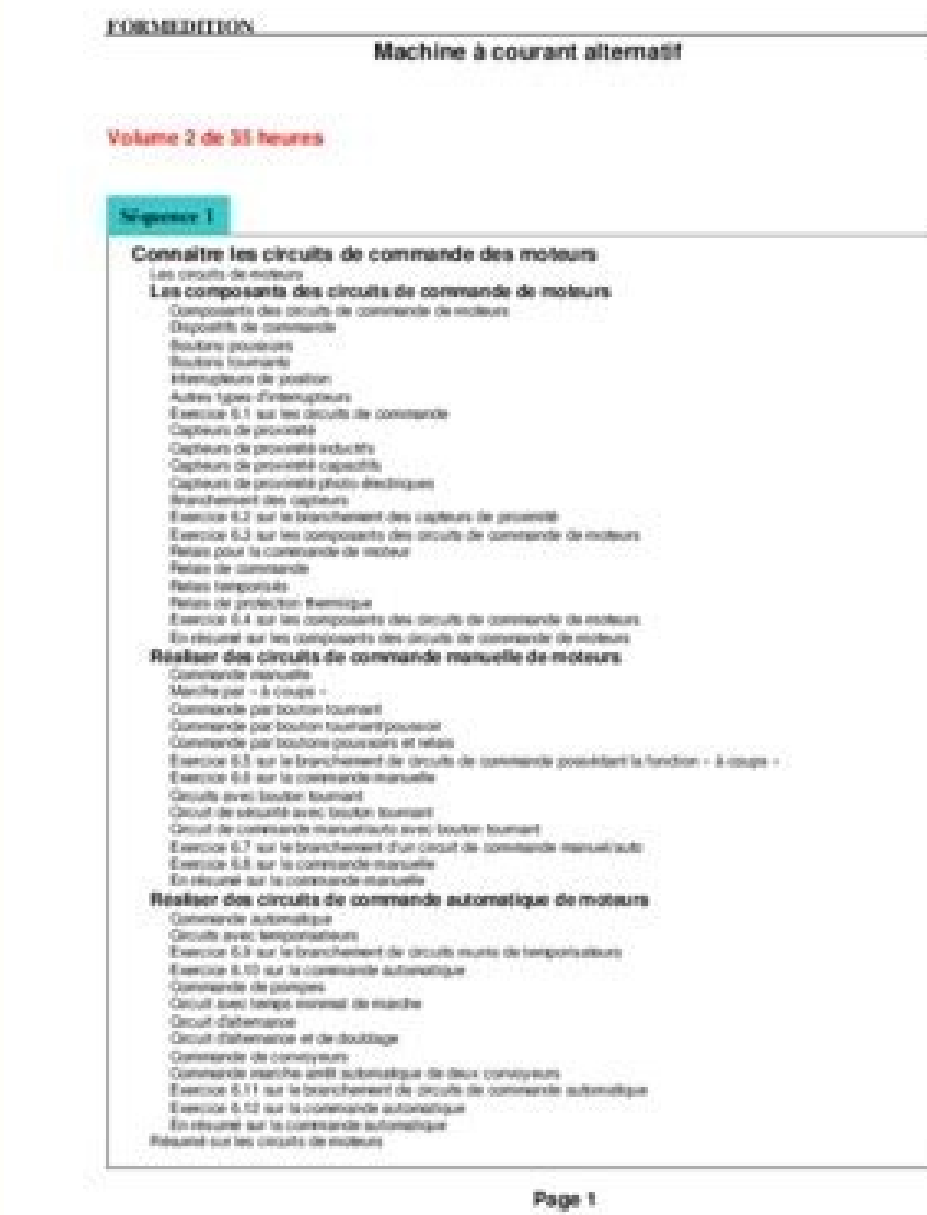 FORMEDITION
Machine à courant alternatif
Volume 2 de 35 heures
Séquence 1
Connaître les circuits de commande des moteurs
Les circuits de moteurs
Les composants des circuits de commande de moteurs
Composants des circuits de commande de moteurs
Dispositifs de commande
Boutons poussoirs
Boutons tournants
Interrupteurs de position
Autres types d'interrupteurs
Exercice 6.1 sur les circuits de commande
Capteurs de proximité
Capteurs de proximité inductifs
Capteurs de proximité capacitifs
Capteurs de proximité photo électriques
Branchement des capteurs
Exercice 6.2 sur le branchement des capteurs de proximité
Exercice 6.3 sur les composants des circuits de commande de moteurs
Relais pour la commande de moteur
Relais de commande
Relais temporisés
Relais de protection thermique
Exercice 6.4 sur les composants des circuits de commande de moteurs
En résumé sur les composants des circuits de commande de moteurs
Réaliser des circuits de commande manuelle de moteurs
Commande manuelle
Marche par « à coups »
Commande par bouton tournant
Commande par bouton tournant/poussoir
Commande par boutons poussoirs et relais
Exercice 6.5 sur le branchement de circuits de commande possédant la fonction « à coups »
Exercice 6.6 sur la commande manuelle
Circuits avec bouton tournant
Circuit de sécurité avec bouton tournant
Circuit de commande manuel/auto avec bouton tournant
Exercice 6.7 sur le branchement d'un circuit de commande manuel/auto
Exercice 6.8 sur la commande manuelle
En résumé sur la commande manuelle
Réaliser des circuits de commande automatique de moteurs
Commande automatique
Circuits avec temporisateurs
Exercice 6.9 sur le branchement de circuits munis de temporisateurs
Exercice 6.10 sur la commande automatique
Commande de pompes
Circuit avec temps minimal de marche
Circuit d'alternance
Circuit d'alternance et de doublage
Commande de convoyeurs
Commande marche arrêt automatique de deux convoyeurs
Exercice 6.11 sur le branchement de circuits de commande automatique
Exercice 6.12 sur la commande automatique
En résumé sur la commande automatique
Résumé sur les circuits de moteurs
Page 1